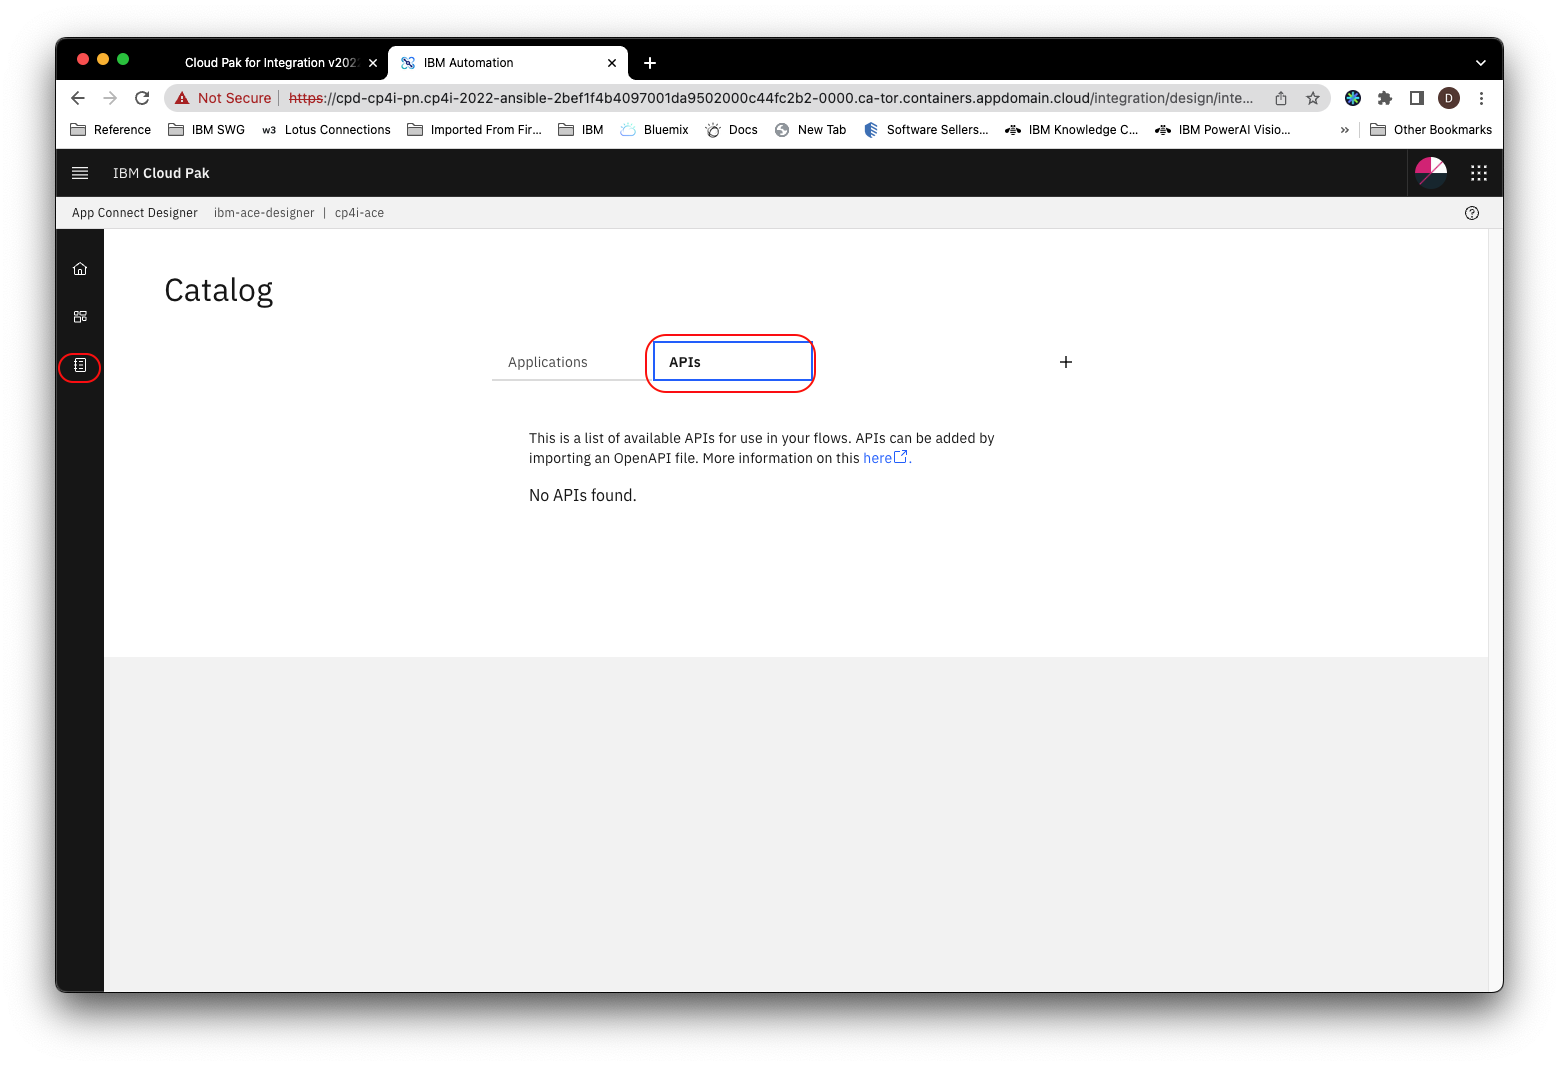 Cloud Pak for Integration v202
IBM Automation
Not Secure
https://cpd-cp4i-pn.cp4i-2022-ansible-2bef1f4b4097001da9502000c44fc2b2-0000.ca-tor.containers.appdomain.cloud/integration/design/inte...
D
Reference
IBM SWG
w3 Lotus Connections
Imported From Fir...
IBM
Bluemix
Docs
New Tab
Software Sellers...
IBM Knowledge C...
IBM PowerAI Visio...
»
Other Bookmarks
IBM Cloud Pak
App Connect Designer ibm-ace-designer | cp4i-ace
Catalog
Applications
APIs
This is a list of available APIs for use in your flows. APIs can be added by
importing an OpenAPI file. More information on this here.
No APIs found.